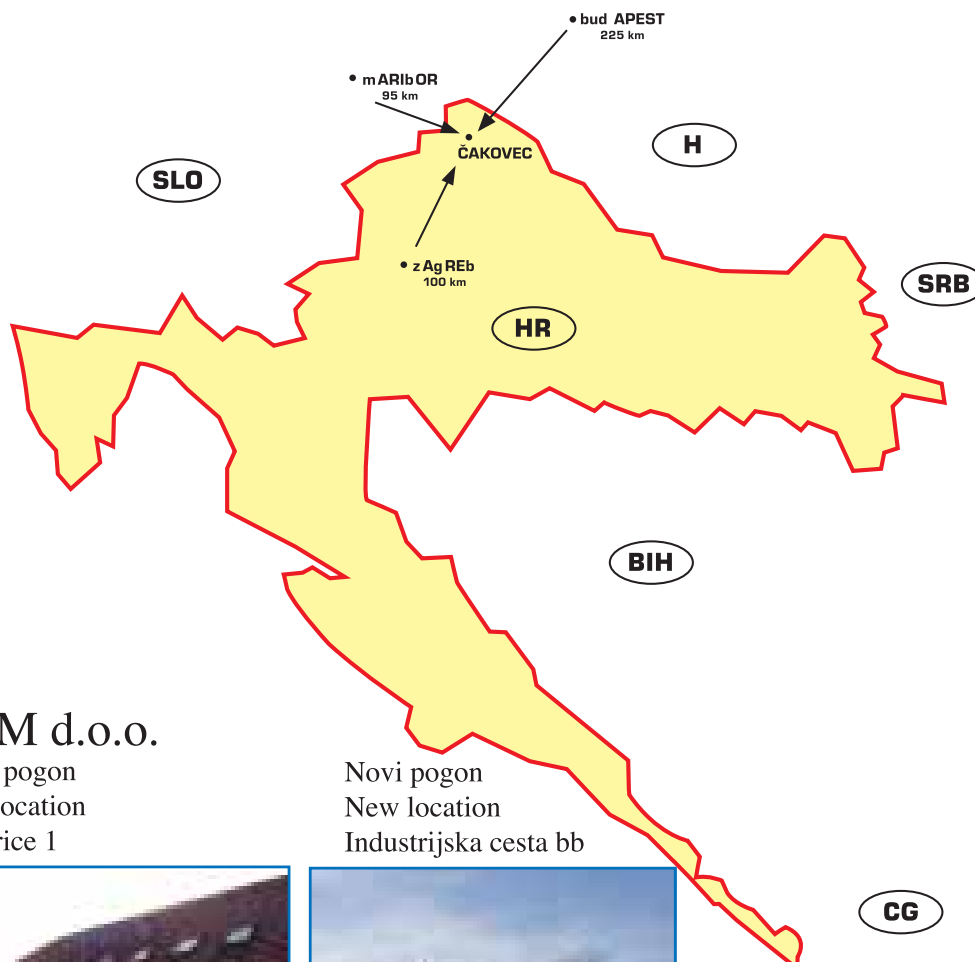 bud APEST
225 km
mARIbOR
95 km
ČAKOVEC
H
SLO
zAgREb
100 km
SRB
HR
BIH
M d.o.o.
pogon
ocation
rice 1
Novi pogon
New location
Industrijska cesta bb
CG